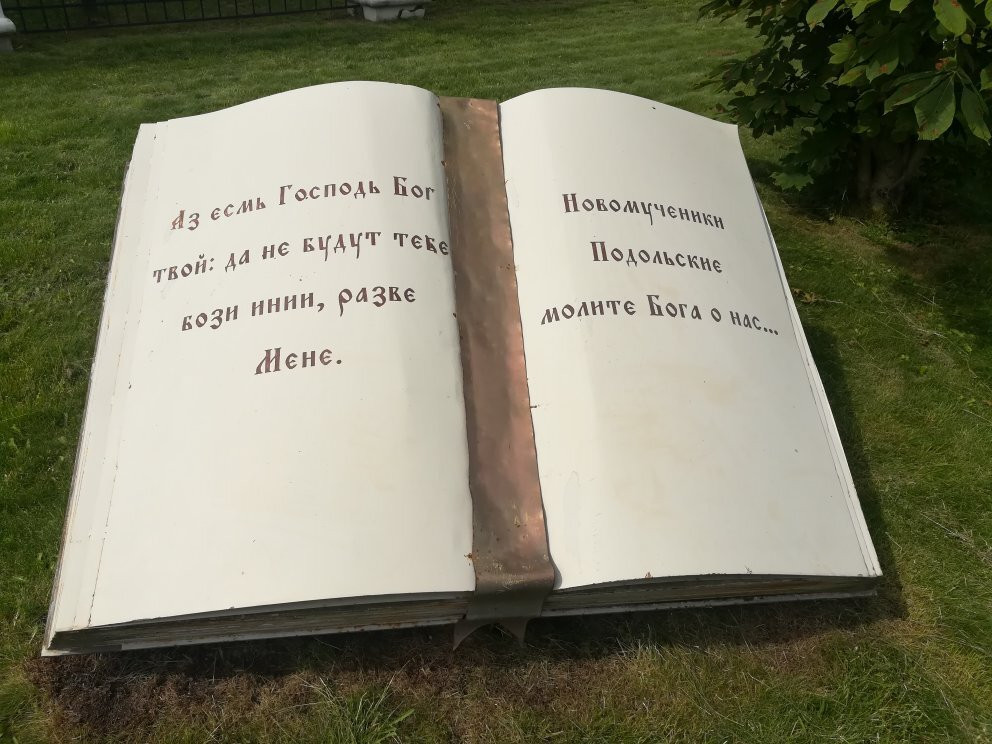 Аз есмь Господь Бог
твой: да не будут тебе
бози инии, разве
Мене.
Новомученики
Подольские
молите Бога о нас...